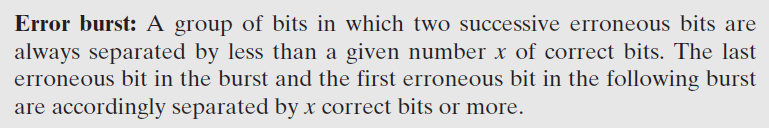 Error burst: A group of bits in which two successive erroneous bits are
always separated by less than a given number x of correct bits. The last
erroneous bit in the burst and the first erroneous bit in the following burst
are accordingly separated by x correct bits or more.